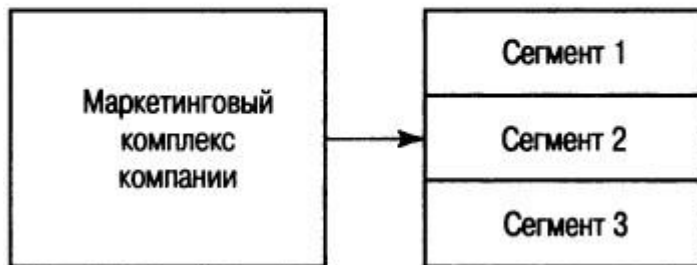 Маркетинговый
комплекс
компании
Сегмент 1
Сегмент 2
Сегмент 3